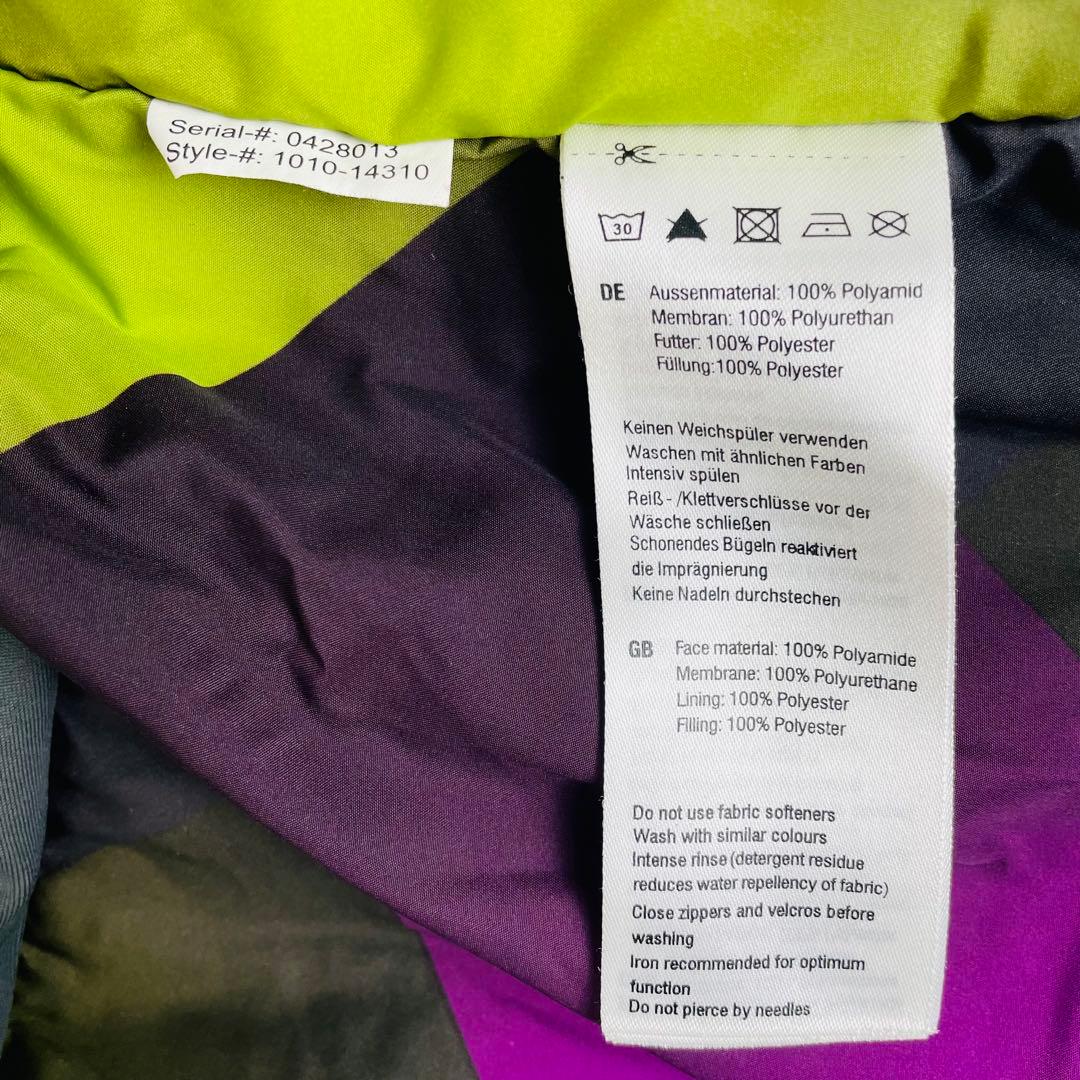 Serial-#: 0428013
Style-#: 1010-14310
30
DE Aussenmaterial: 100% Polyamid
Membran: 100% Polyurethan
Futter: 100% Polyester
Füllung:100% Polyester
Keinen Weichspüler verwenden
Waschen mit ähnlichen Farben
Intensiv spülen
Reiß- /Klettverschlüsse vor der
Wäsche schließen
Schonendes Bügeln reaktiviert
die Imprägnierung
Keine Nadeln durchstechen
GB Face material: 100% Polyamide
Membrane: 100% Polyurethane
Lining: 100% Polyester
Filling: 100% Polyester
Do not use fabric softeners
Wash with similar colours
Intense rinse (detergent residue
reduces water repellency of fabric)
Close zippers and velcros before
washing
Iron recommended for optimum
function
Do not pierce by needles